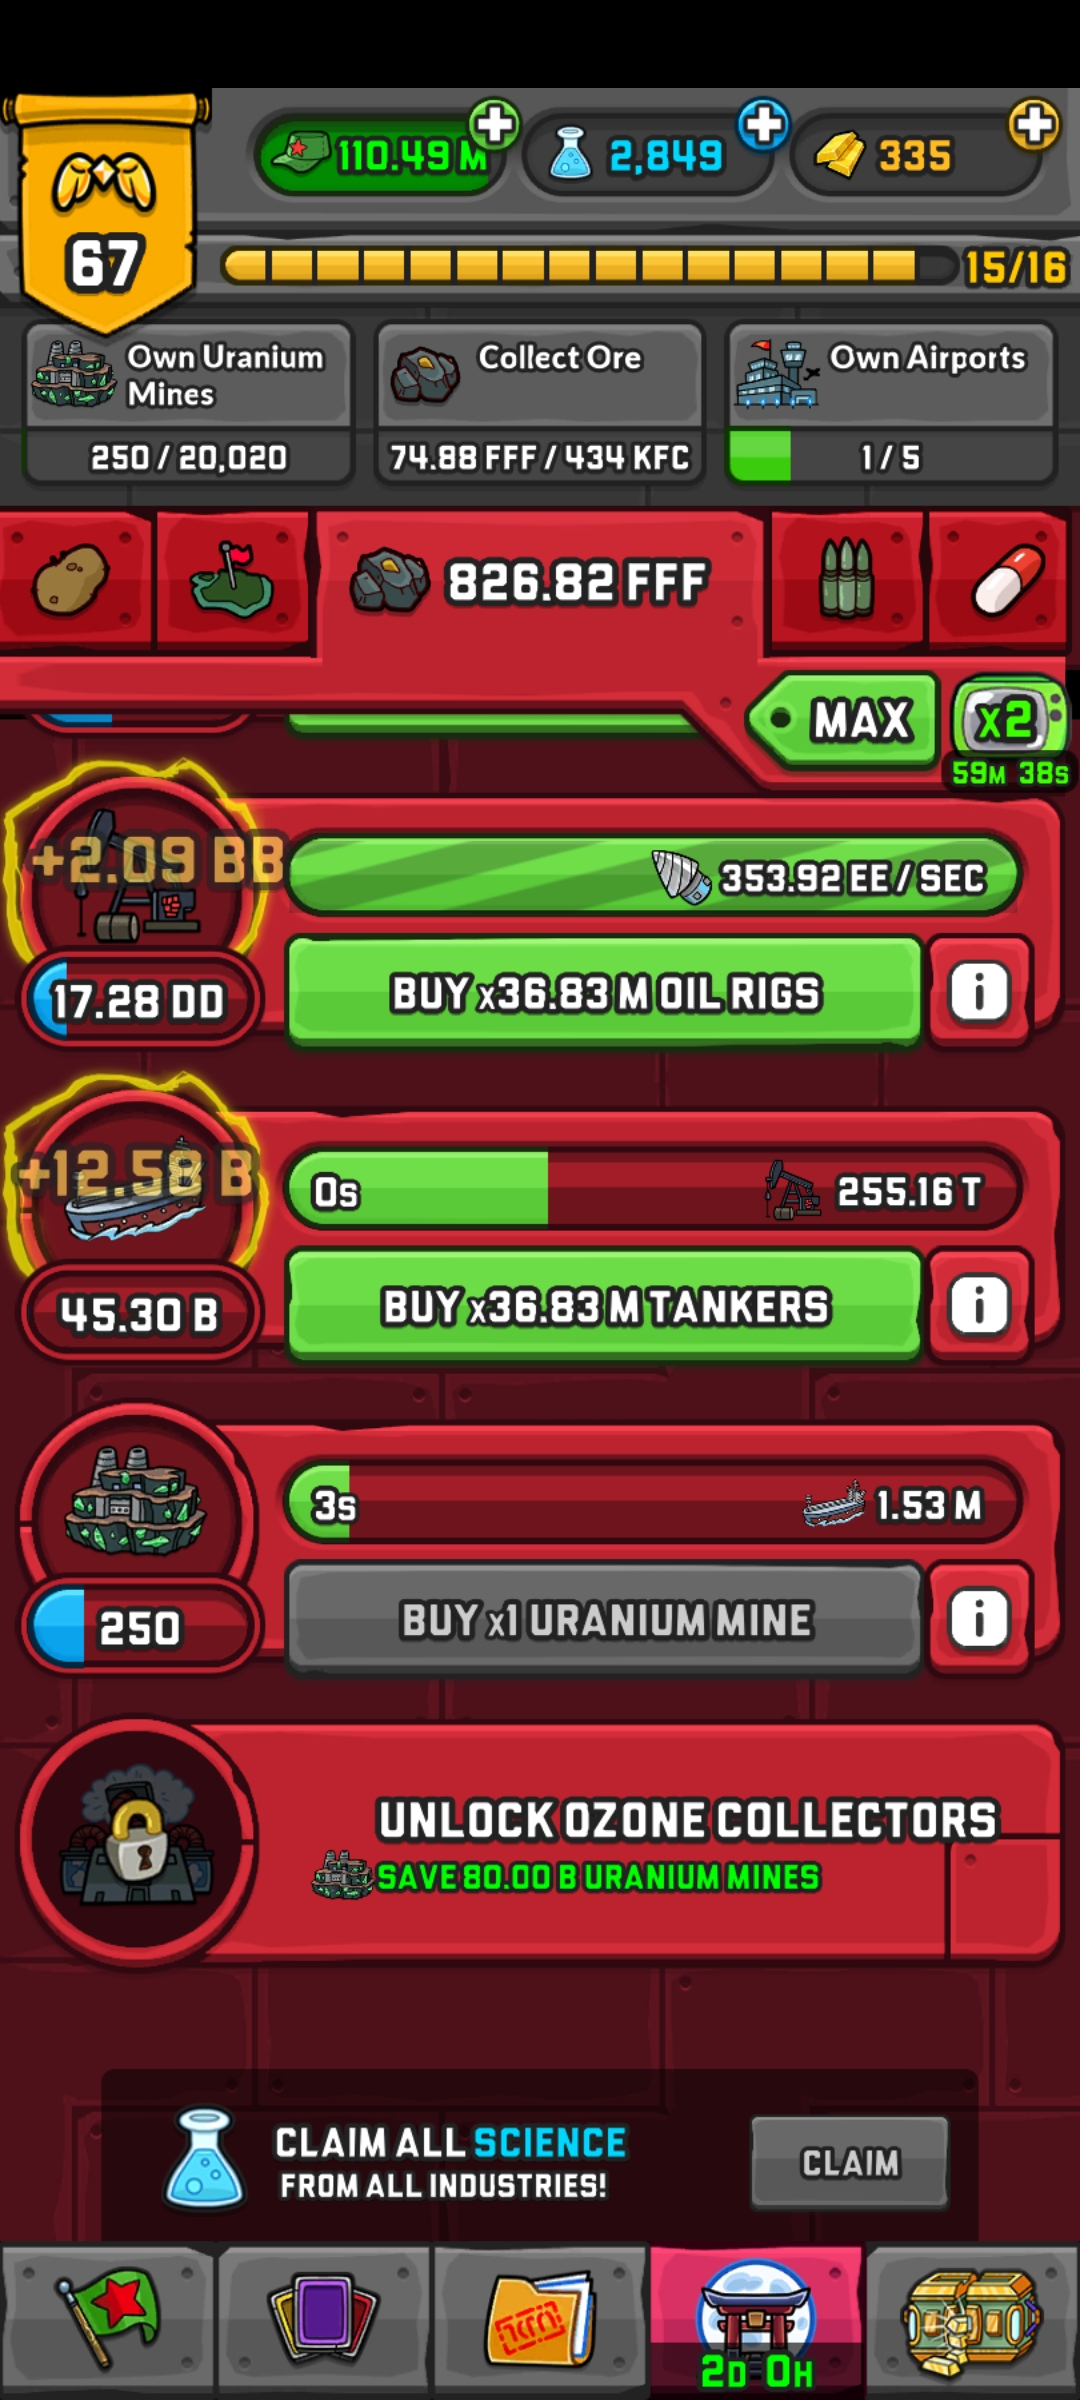 110.49 M
2,849
335
67
15/16
Own Uranium
Mines
250 / 20,020
Collect Ore
74.88 FFF / 434 KFC
Own Airports
1 / 5
826.82 FFF
MAX
x2
59M 38S
+2.09 BB
353.92 EE / SEC
17.28 DD
BUY x36.83 M OIL RIGS
i
+12.58 B
0s
255.16 T
45.30 B
BUY x36.83 M TANKERS
i
3s
1.53 M
250
BUY x1 URANIUM MINE
i
UNLOCK OZONE COLLECTORS
SAVE 80.00 B URANIUM MINES
CLAIM ALL SCIENCE
FROM ALL INDUSTRIES!
CLAIM
2D 0H